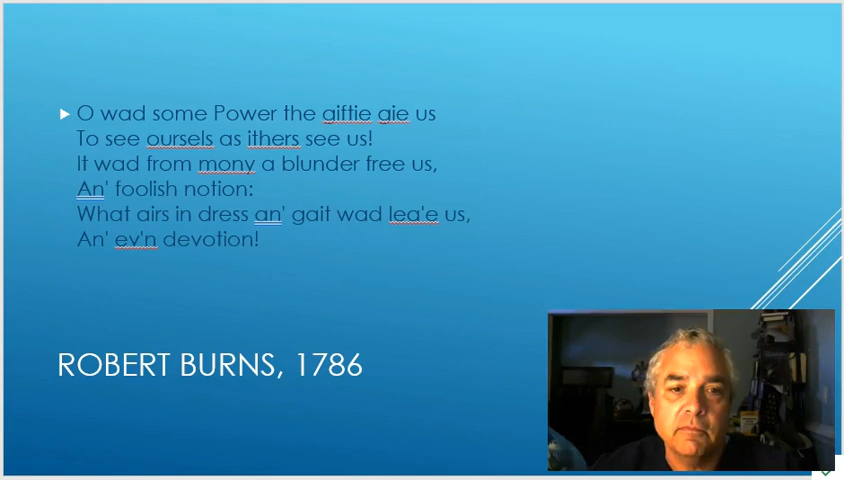 O wad some Power the giftie gie us
To see oursels as ithers see us!
It wad from mony a blunder free us,
An' foolish notion:
What airs in dress an' gait wad lea'e us,
An' ev'n devotion!
ROBERT BURNS, 1786